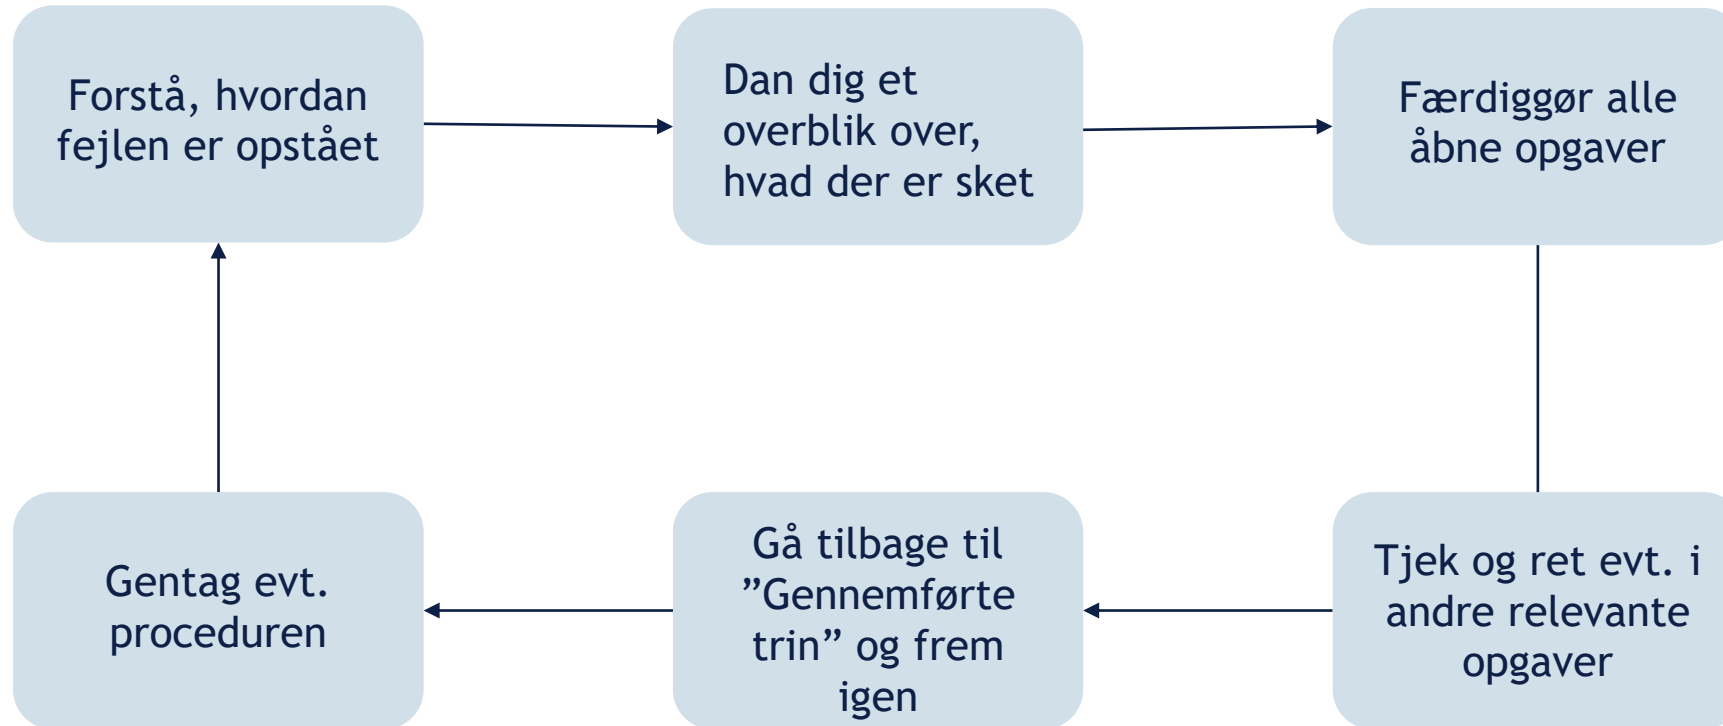 Forstå, hvordan
fejlen er opstået
Dan dig et
overblik over,
hvad der er sket
Færdiggør alle
åbne opgaver
Tjek og ret evt. i
andre relevante
opgaver
Gå tilbage til
”Gennemførte
trin” og frem
igen
Gentag evt.
proceduren